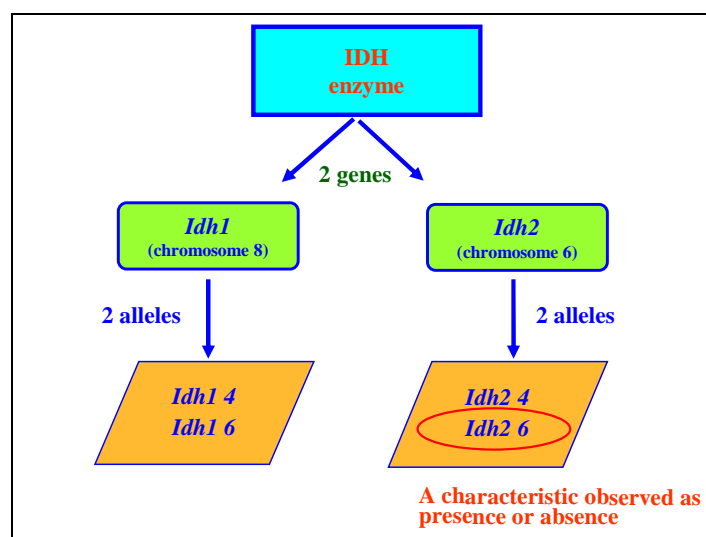 IDH
enzyme
2 genes
Idh1
(chromosome 8)
Idh2
(chromosome 6)
2 alleles
2 alleles
Idh1 4
Idh1 6
Idh2 4
Idh2 6
A characteristic observed as
presence or absence